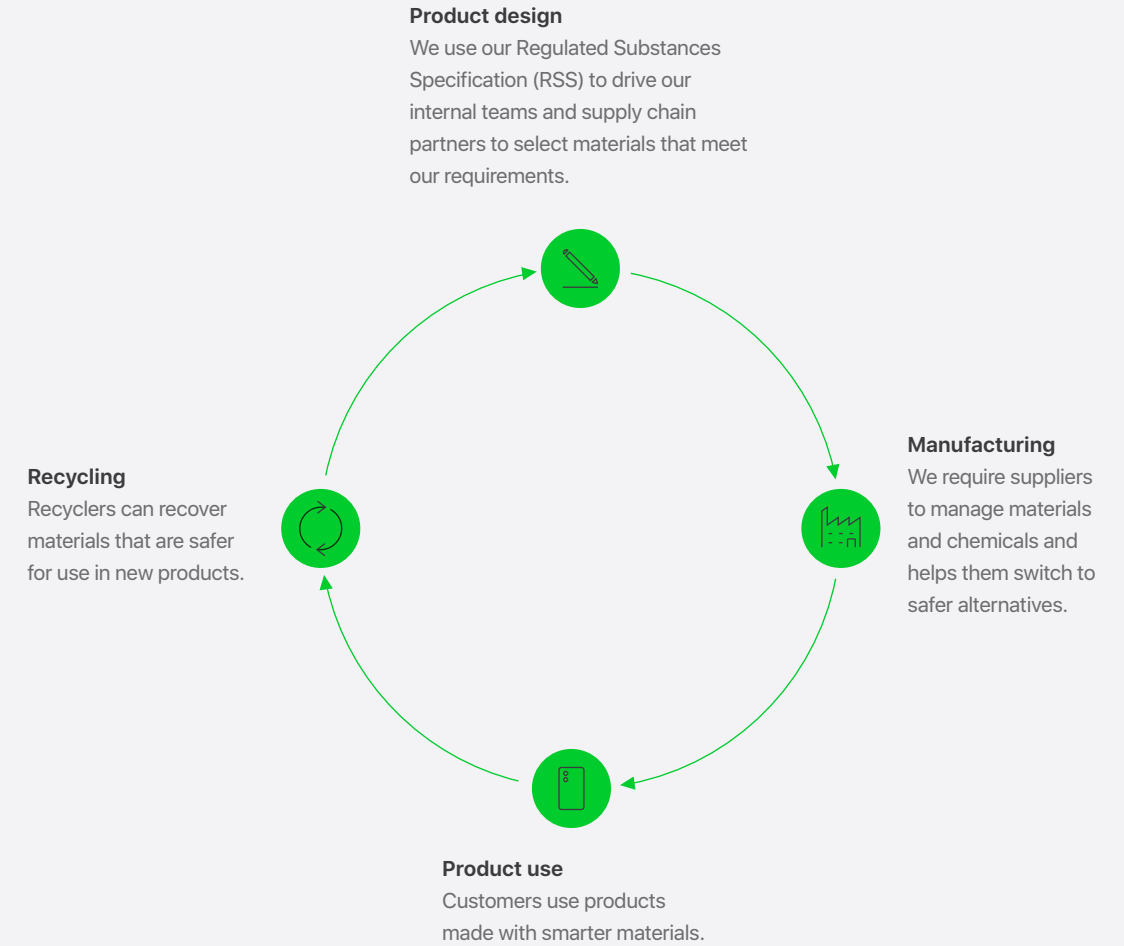 Product design
We use our Regulated Substances
Specification (RSS) to drive our
internal teams and supply chain
partners to select materials that meet
our requirements.
Manufacturing
We require suppliers
to manage materials
and chemicals and
helps them switch to
safer alternatives.
Recycling
Recyclers can recover
materials that are safer
for use in new products.
Product use
Customers use products
made with smarter materials.